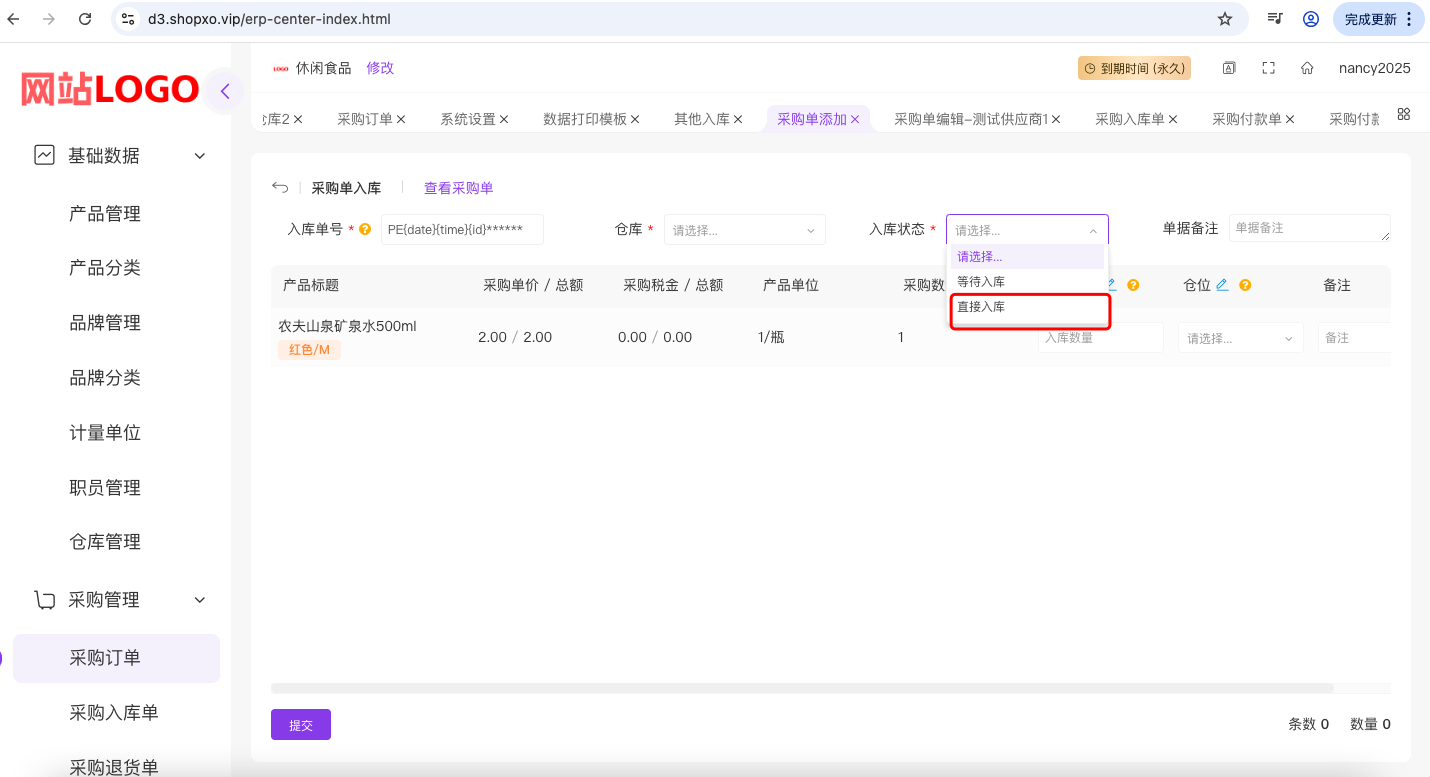 d3.shopxo.vip/erp-center-index.html
完成更新
网站LOGO
LOGO 休闲食品 修改
到期时间 (永久)
nancy2025
库2 采购订单 系统设置 数据打印模板 其他入库 采购单添加 采购单编辑-测试供应商1 采购入库单 采购付款单 采购付款
基础数据
产品管理
产品分类
品牌管理
品牌分类
计量单位
职员管理
仓库管理
采购管理
采购订单
采购入库单
采购退货单
采购单入库 查看采购单
入库单号 * PE{date}{time}{id}****** 仓库 * 请选择... 入库状态 * 请选择... 单据备注 单据备注
请选择...
等待入库
直接入库
产品标题 采购单价 / 总额 采购税金 / 总额 产品单位 采购数 仓位 备注
农夫山泉矿泉水500ml 2.00 / 2.00 0.00 / 0.00 1/瓶 1 入库数量 请选择... 备注
红色/M
提交
条数 0 数量 0